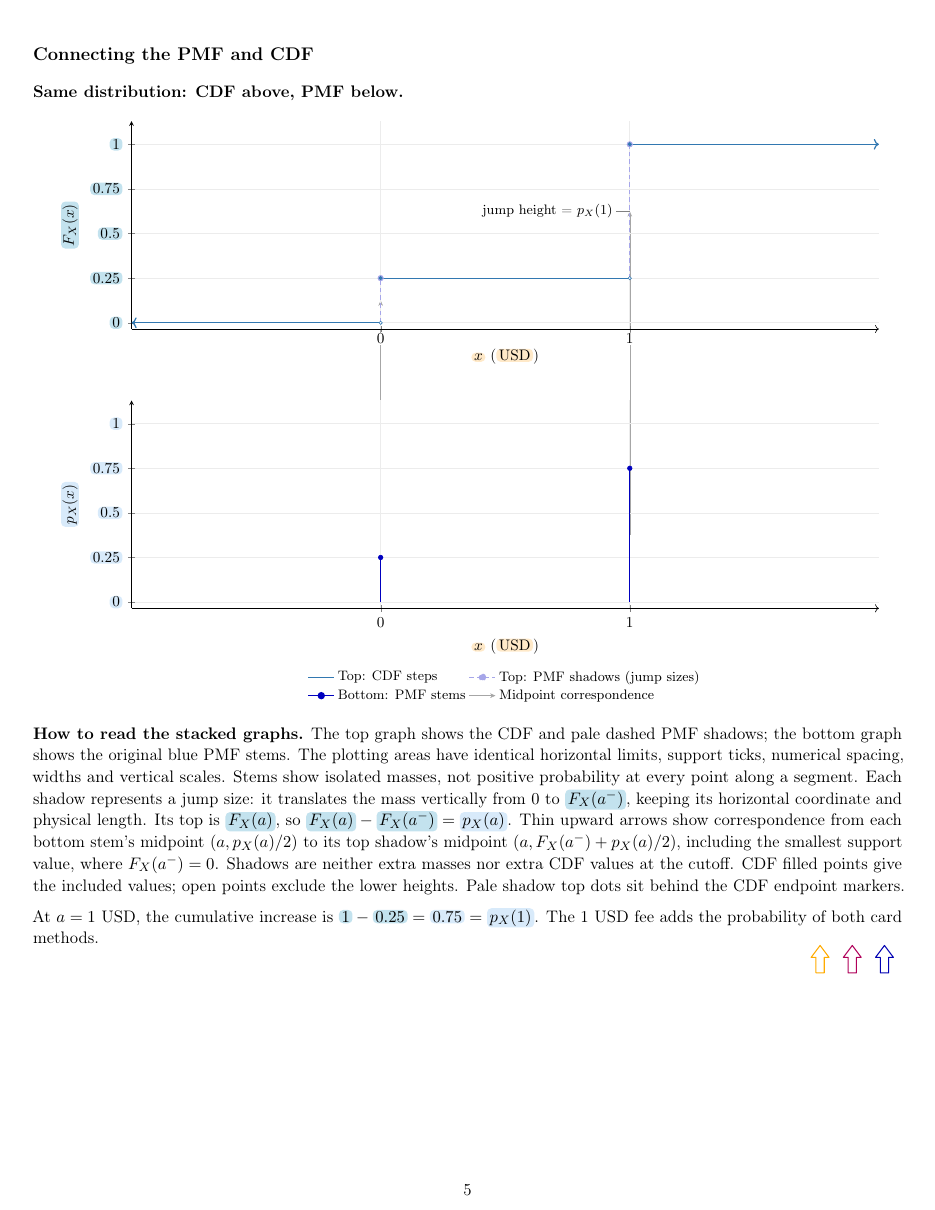 Connecting the PMF and CDF
Same distribution: CDF above, PMF below.
1
0.75
0.5
0.25
0
F_X(x)
jump height = p_X(1)
0
1
x (USD)
1
0.75
0.5
0.25
0
p_X(x)
0
1
x (USD)
Top: CDF steps
Top: PMF shadows (jump sizes)
Bottom: PMF stems
Midpoint correspondence
How to read the stacked graphs. The top graph shows the CDF and pale dashed PMF shadows; the bottom graph
shows the original blue PMF stems. The plotting areas have identical horizontal limits, support ticks, numerical spacing,
widths and vertical scales. Stems show isolated masses, not positive probability at every point along a segment. Each
shadow represents a jump size: it translates the mass vertically from 0 to F_X(a⁻), keeping its horizontal coordinate and
physical length. Its top is F_X(a), so F_X(a) − F_X(a⁻) = p_X(a). Thin upward arrows show correspondence from each
bottom stem's midpoint (a, p_X(a)/2) to its top shadow's midpoint (a, F_X(a⁻) + p_X(a)/2), including the smallest support
value, where F_X(a⁻) = 0. Shadows are neither extra masses nor extra CDF values at the cutoff. CDF filled points give
the included values; open points exclude the lower heights. Pale shadow top dots sit behind the CDF endpoint markers.
At a = 1 USD, the cumulative increase is 1 − 0.25 = 0.75 = p_X(1). The 1 USD fee adds the probability of both card
methods.
5